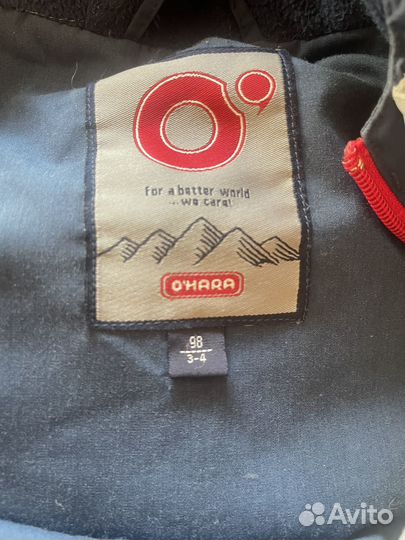 O'
For a better world
...we care!
O'HARA
98
3-4
Avito